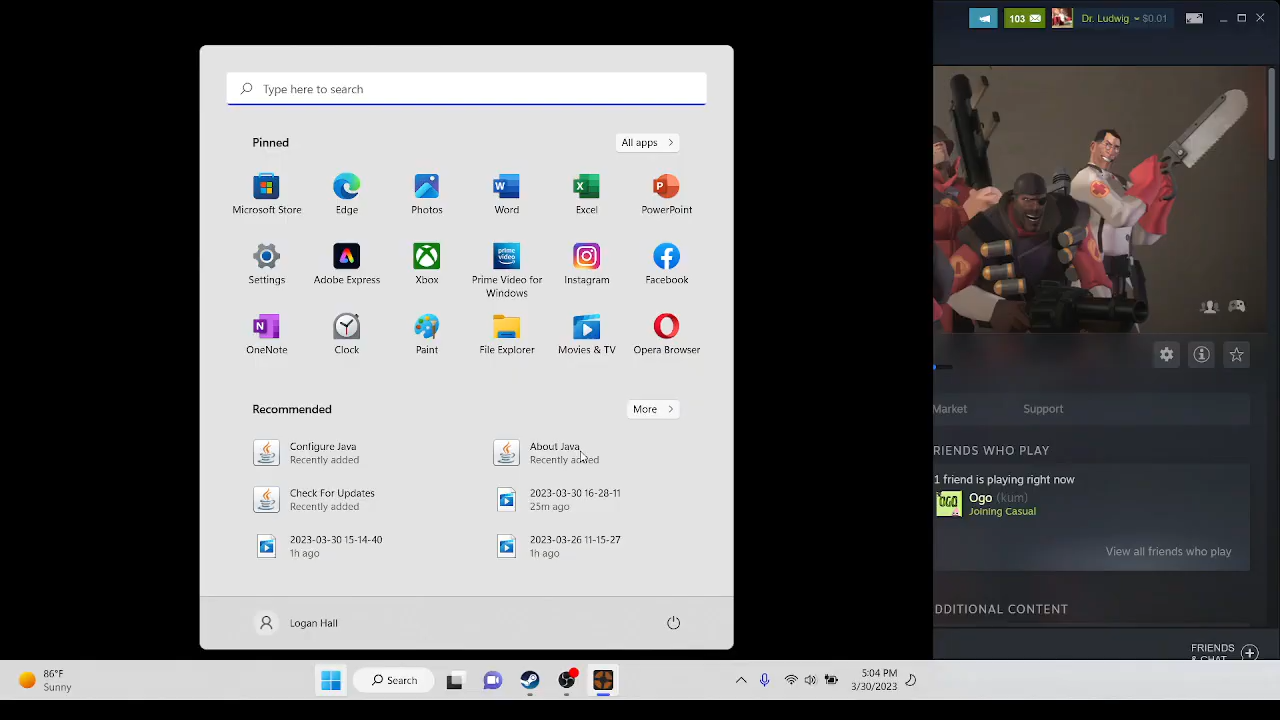 103
Dr. Ludwig
$0.01
Type here to search
Pinned
All apps
Microsoft Store
Edge
Photos
Word
Excel
PowerPoint
Settings
Adobe Express
Xbox
prime video
Prime Video for
Windows
Instagram
Facebook
OneNote
Clock
Paint
File Explorer
Movies & TV
Opera Browser
Recommended
More
Configure Java
Recently added
About Java
Recently added
Check For Updates
Recently added
2023-03-30 16-28-11
25m ago
2023-03-30 15-14-40
1h ago
2023-03-26 11-15-27
1h ago
Logan Hall
Market
Support
RIENDS WHO PLAY
1 friend is playing right now
OGO
Ogo (kum)
Joining Casual
View all friends who play
DDITIONAL CONTENT
FRIENDS
& CHAT
86°F
Sunny
Search
5:04 PM
3/30/2023